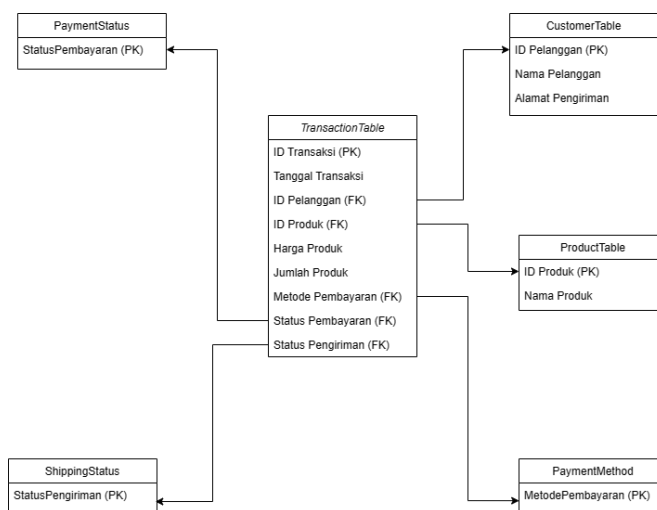 PaymentStatus
StatusPembayaran (PK)
CustomerTable
ID Pelanggan (PK)
Nama Pelanggan
Alamat Pengiriman
TransactionTable
ID Transaksi (PK)
Tanggal Transaksi
ID Pelanggan (FK)
ID Produk (FK)
Harga Produk
Jumlah Produk
Metode Pembayaran (FK)
Status Pembayaran (FK)
Status Pengiriman (FK)
ProductTable
ID Produk (PK)
Nama Produk
ShippingStatus
StatusPengiriman (PK)
PaymentMethod
MetodePembayaran (PK)